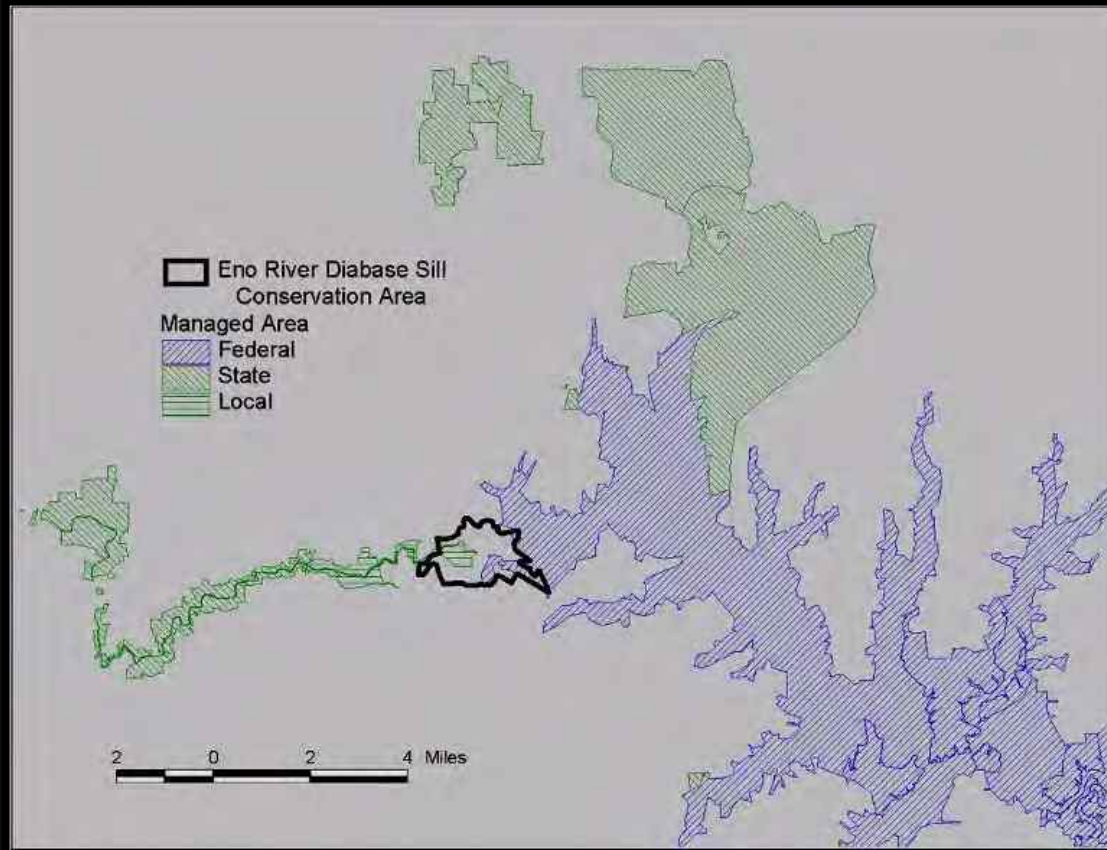 Eno River Diabase Sill
Conservation Area
Managed Area
Federal
State
Local
2 0 2 4 Miles